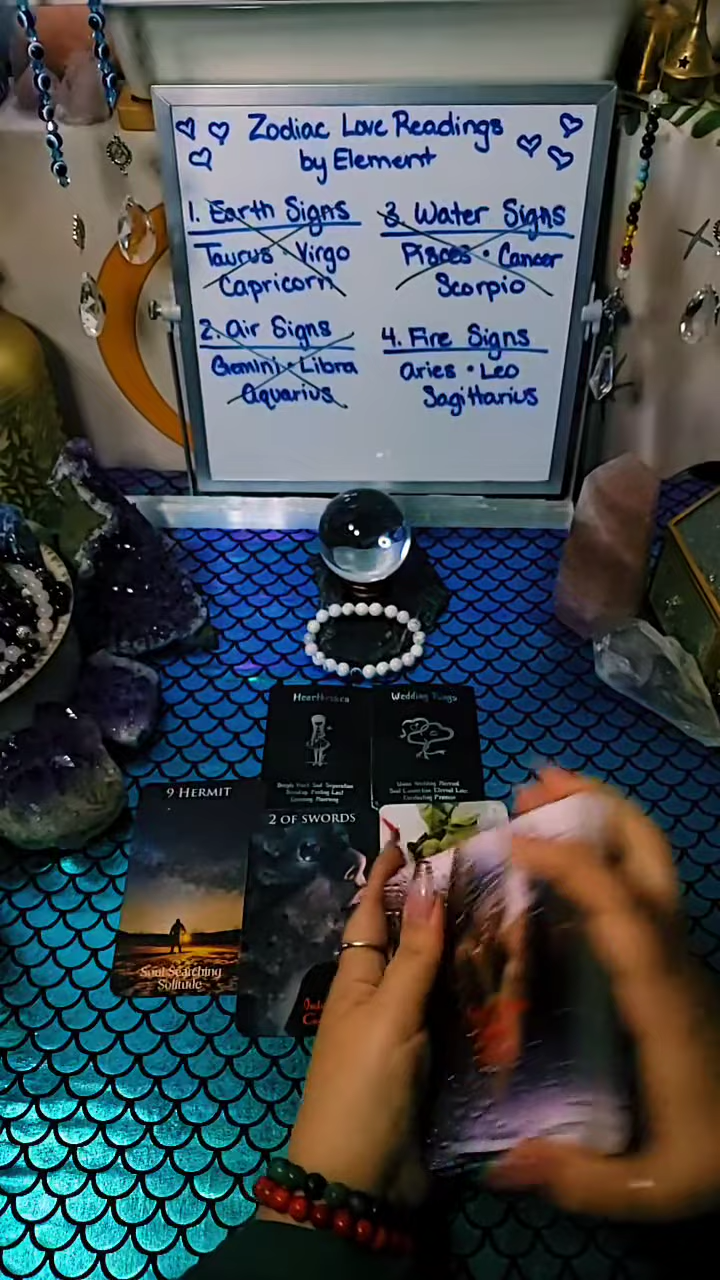 Zodiac Love Readings
by Element
1. Earth Signs
Taurus • Virgo
Capricorn
2. Air Signs
Gemini • Libra
Aquarius
3. Water Signs
Pisces • Cancer
Scorpio
4. Fire Signs
Aries • Leo
Sagittarius
Wedding Rings
9 HERMIT
Soul Searching
Solitude
2 OF SWORDS